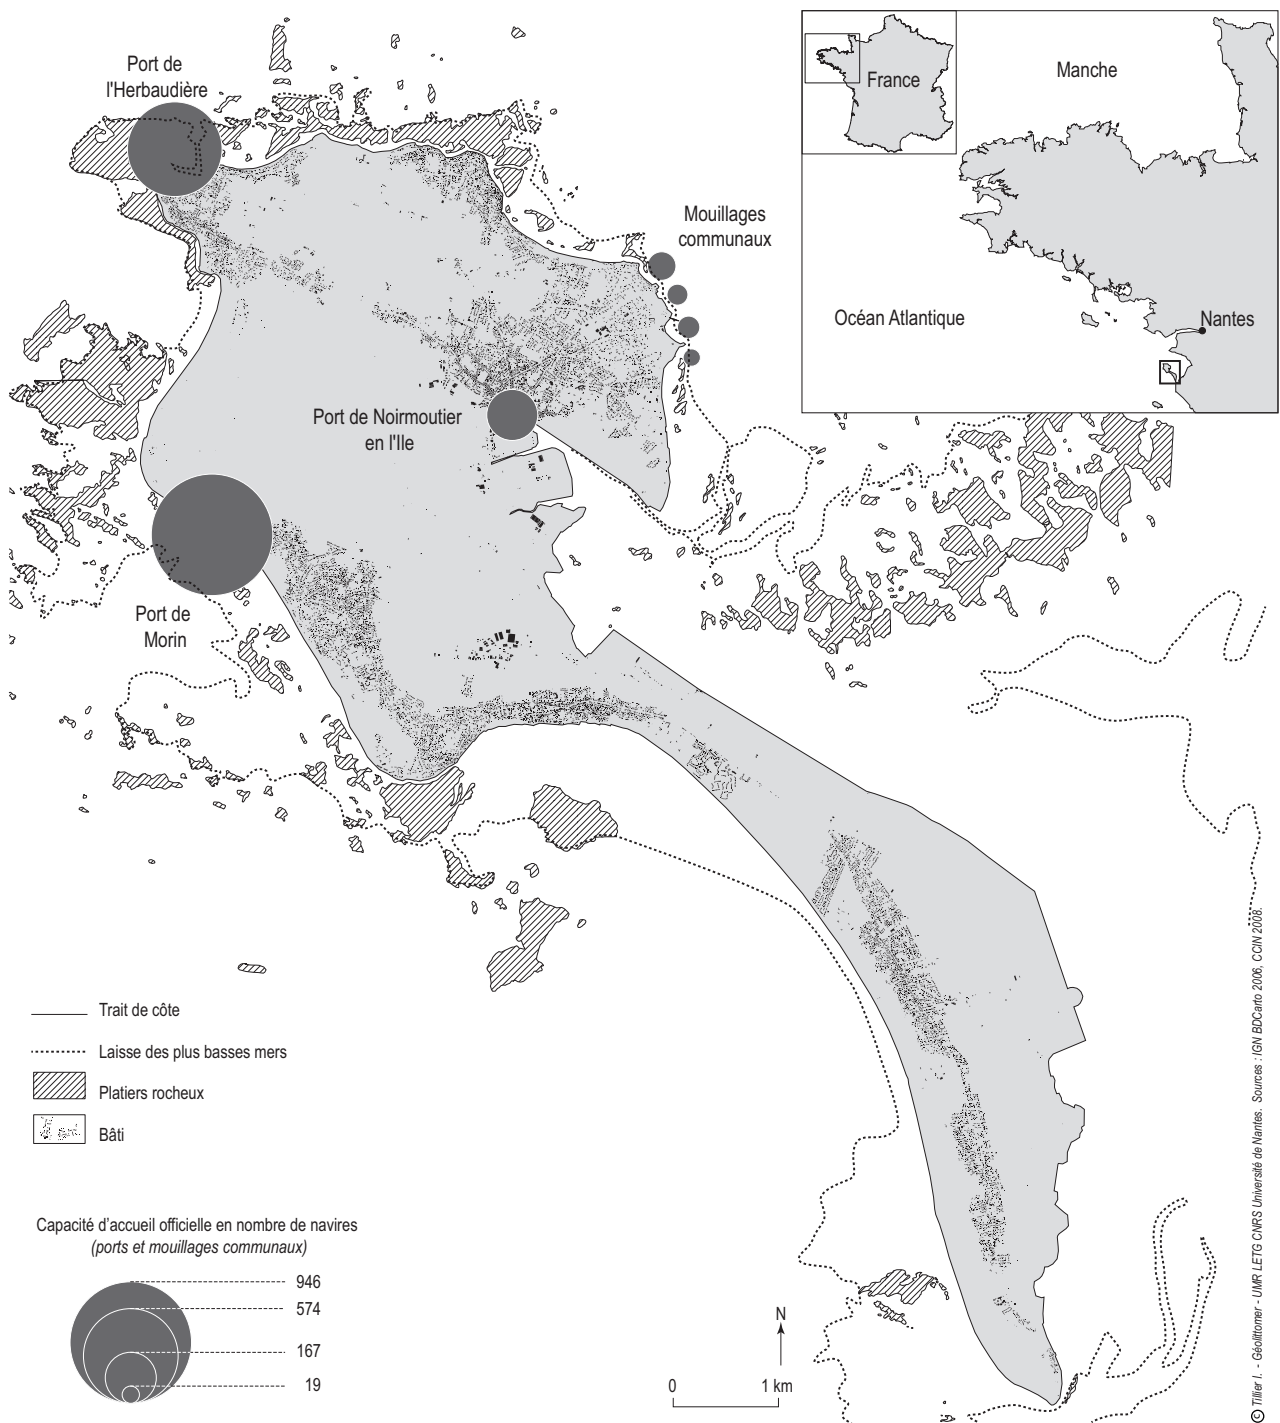 Port de
l'Herbaudière
France
Manche
Mouillages
communaux
Océan Atlantique
Nantes
Port de Noirmoutier
en l'Ile
Port de
Morin
Trait de côte
Laisse des plus basses mers
Platiers rocheux
Bâti
Capacité d'accueil officielle en nombre de navires
(ports et mouillages communaux)
946
574
167
19
N
0 1 km
© Tillier I. - Géolittomer - UMR LETG CNRS Université de Nantes. Sources : IGN BDCarto 2006, CCIN 2008.